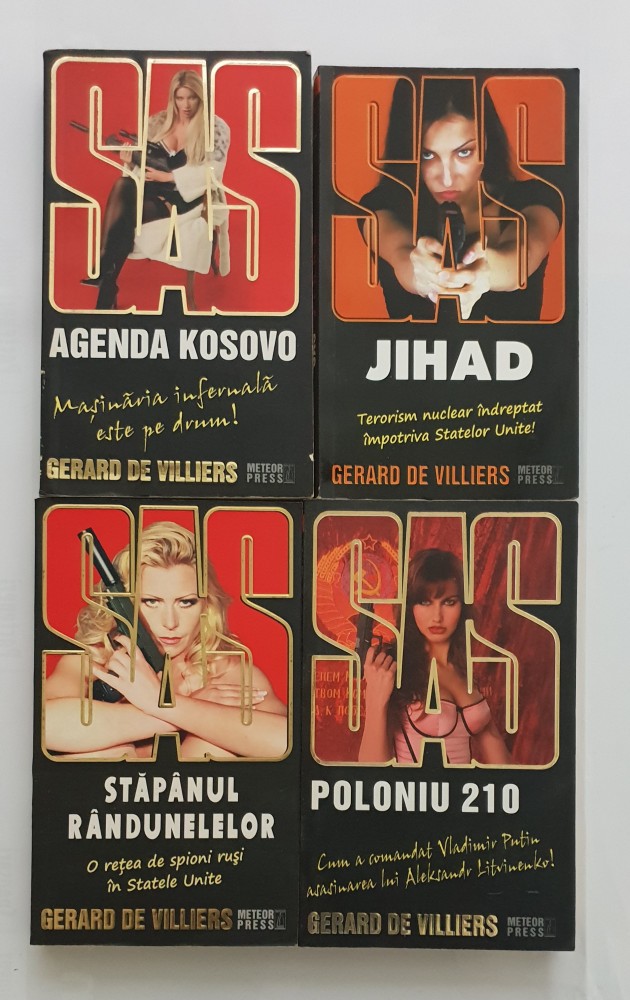 SAS
AGENDA KOSOVO
Mașinăria infernală
este pe drum!
GERARD DE VILLIERS
METEOR
PRESS
SAS
JIHAD
Terorism nuclear îndreptat
împotriva Statelor Unite!
GERARD DE VILLIERS
METEOR
PRESS
SAS
STĂPÂNUL
RÂNDUNELELOR
O rețea de spioni ruși
în Statele Unite
GERARD DE VILLIERS
METEOR
PRESS
SAS
POLONIU 210
Cum a comandat Vladimir Putin
asasinarea lui Aleksandr Litvinenko!
GERARD DE VILLIERS
METEOR
PRESS